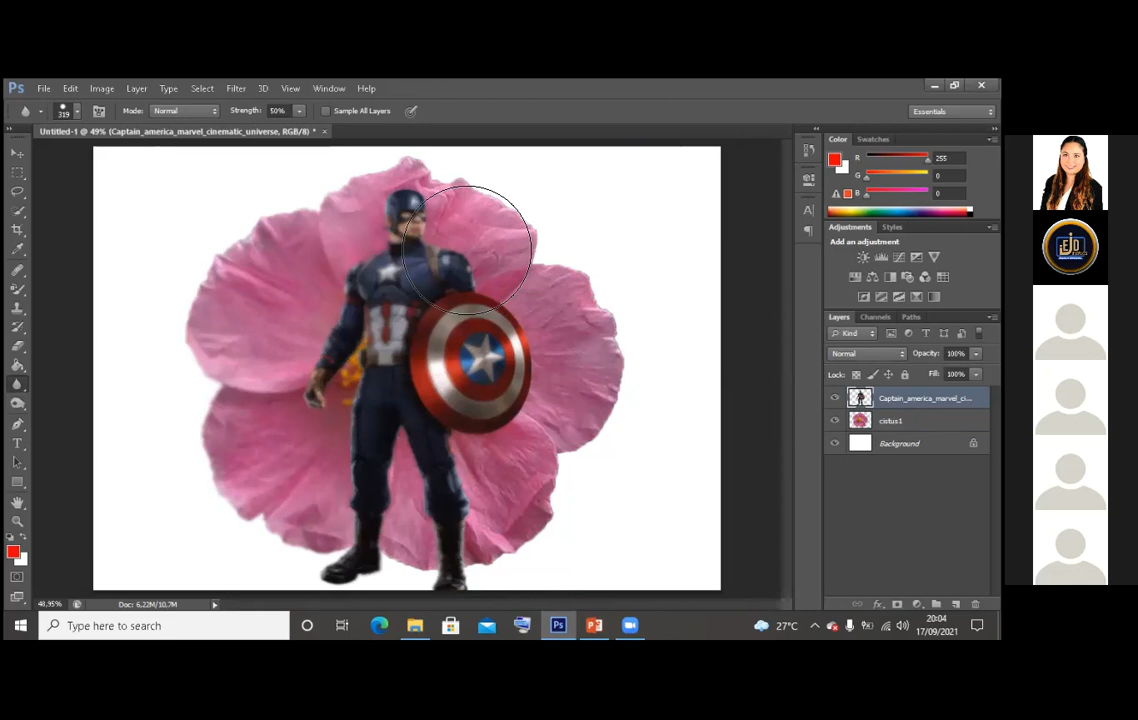 Ps File Edit Image Layer Type Select Filter 3D View Window Help
319 Mode: Normal Strength: 50% Sample All Layers Essentials
Untitled-1 @ 49% (Captain_america_marvel_cinematic_universe, RGB/8) * ×
Color Swatches
R 255
G 0
B 0
Adjustments Styles
Add an adjustment
Layers Channels Paths
Kind
Normal Opacity: 100%
Lock: Fill: 100%
Captain_america_marvel_ci...
cistus1
Background
48,95% Doc: 6,22M/10,7M
Type here to search
Ps
27°C
20:04
17/09/2021